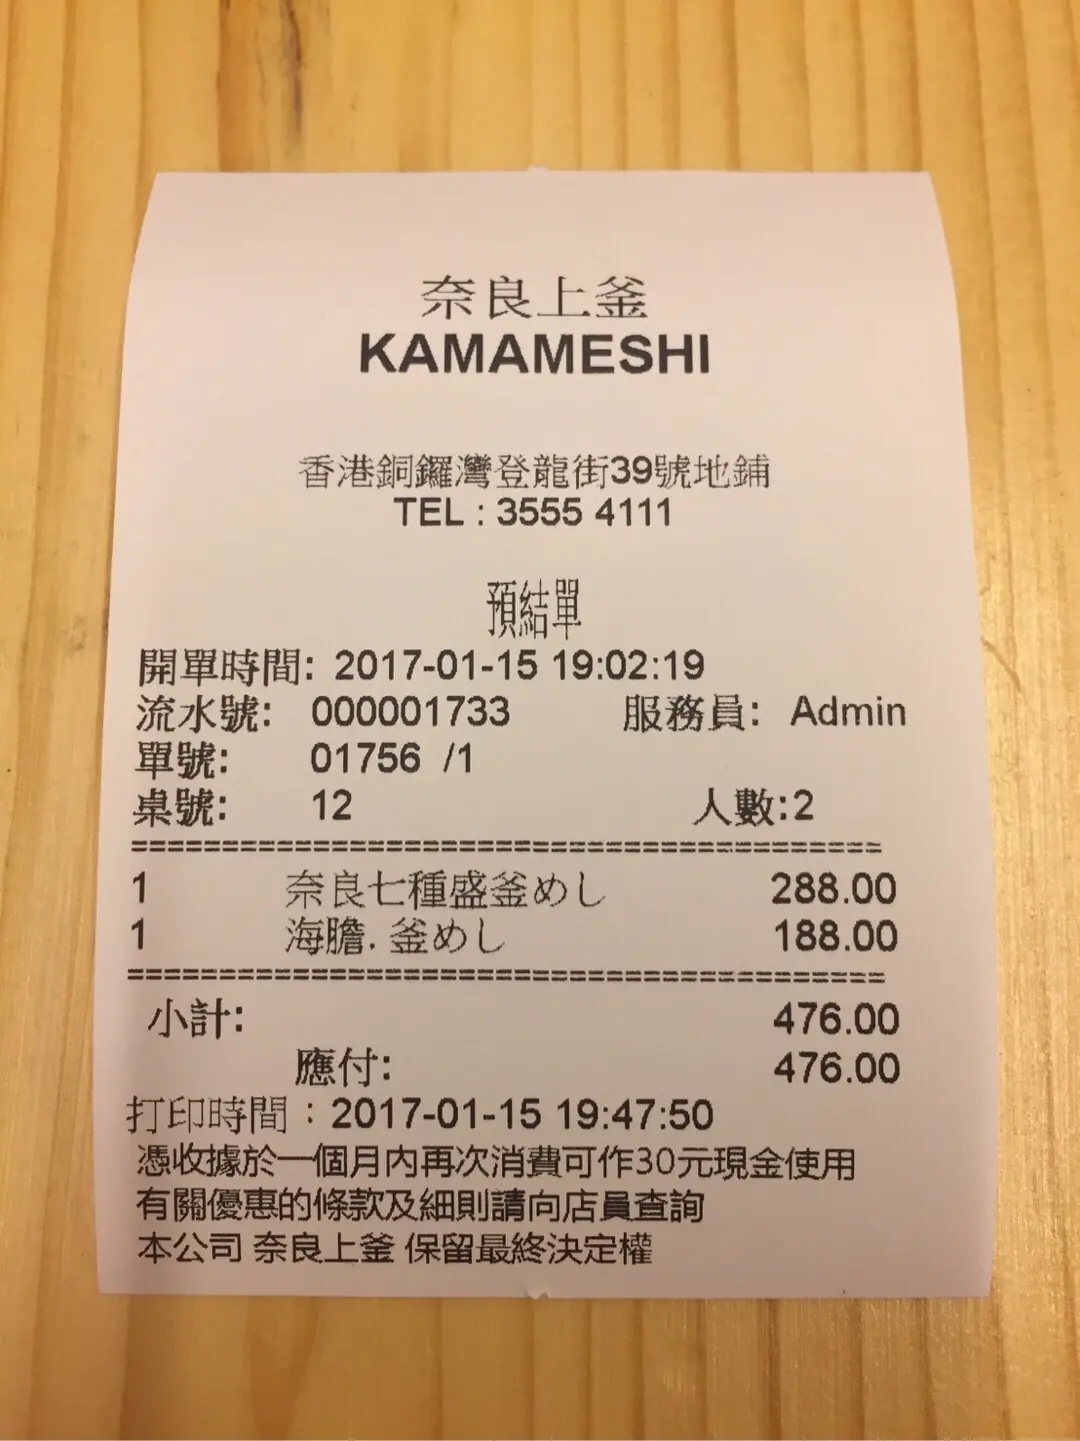 奈良上釜
KAMAMESHI
香港銅鑼灣登龍街39號地鋪
TEL : 3555 4111
預結單
開單時間: 2017-01-15 19:02:19
流水號: 000001733 服務員: Admin
單號: 01756 /1
桌號: 12 人數:2
==========================================
1 奈良七種盛釜めし 288.00
1 海膽. 釜めし 188.00
==========================================
小計: 476.00
應付: 476.00
打印時間 : 2017-01-15 19:47:50
憑收據於一個月內再次消費可作30元現金使用
有關優惠的條款及細則請向店員查詢
本公司 奈良上釜 保留最終決定權